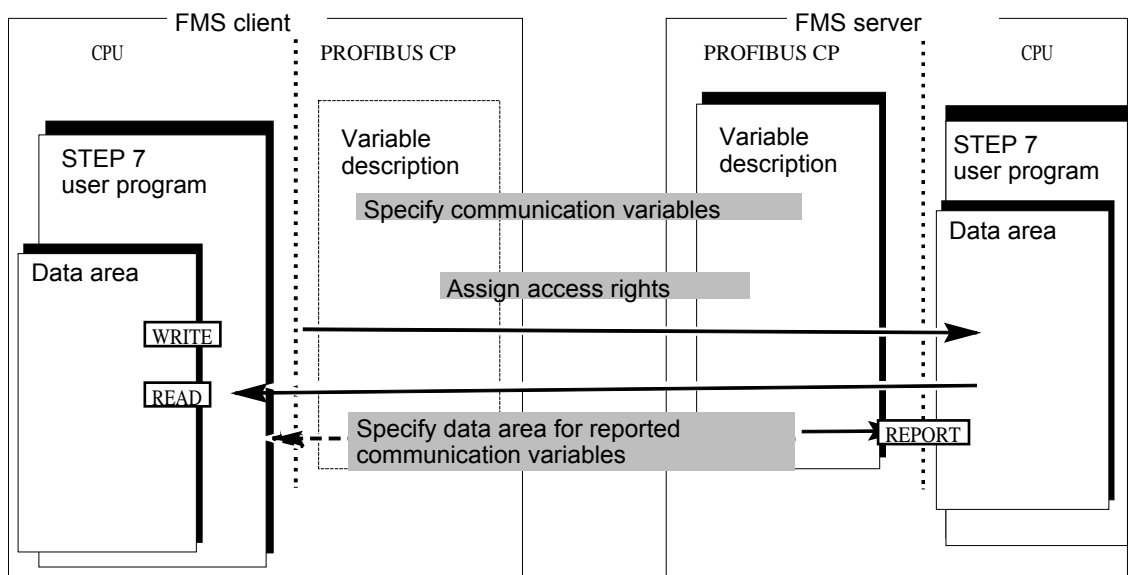 FMS client
FMS server
CPU
PROFIBUS CP
PROFIBUS CP
CPU
STEP 7
user program
Variable
description
Variable
description
STEP 7
user program
Specify communication variables
Data area
Data area
Assign access rights
WRITE
READ
Specify data area for reported
communication variables
REPORT